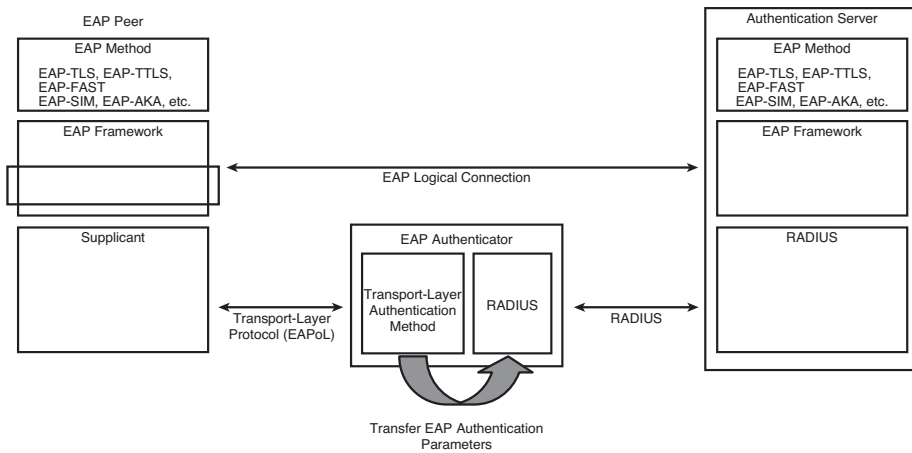 EAP Peer
EAP Method
EAP-TLS, EAP-TTLS,
EAP-FAST
EAP-SIM, EAP-AKA, etc.
EAP Framework
Supplicant
EAP Logical Connection
EAP Authenticator
Transport-Layer
Authentication
Method
RADIUS
Transport-Layer
Protocol (EAPoL)
RADIUS
Transfer EAP Authentication
Parameters
Authentication Server
EAP Method
EAP-TLS, EAP-TTLS,
EAP-FAST
EAP-SIM, EAP-AKA, etc.
EAP Framework
RADIUS